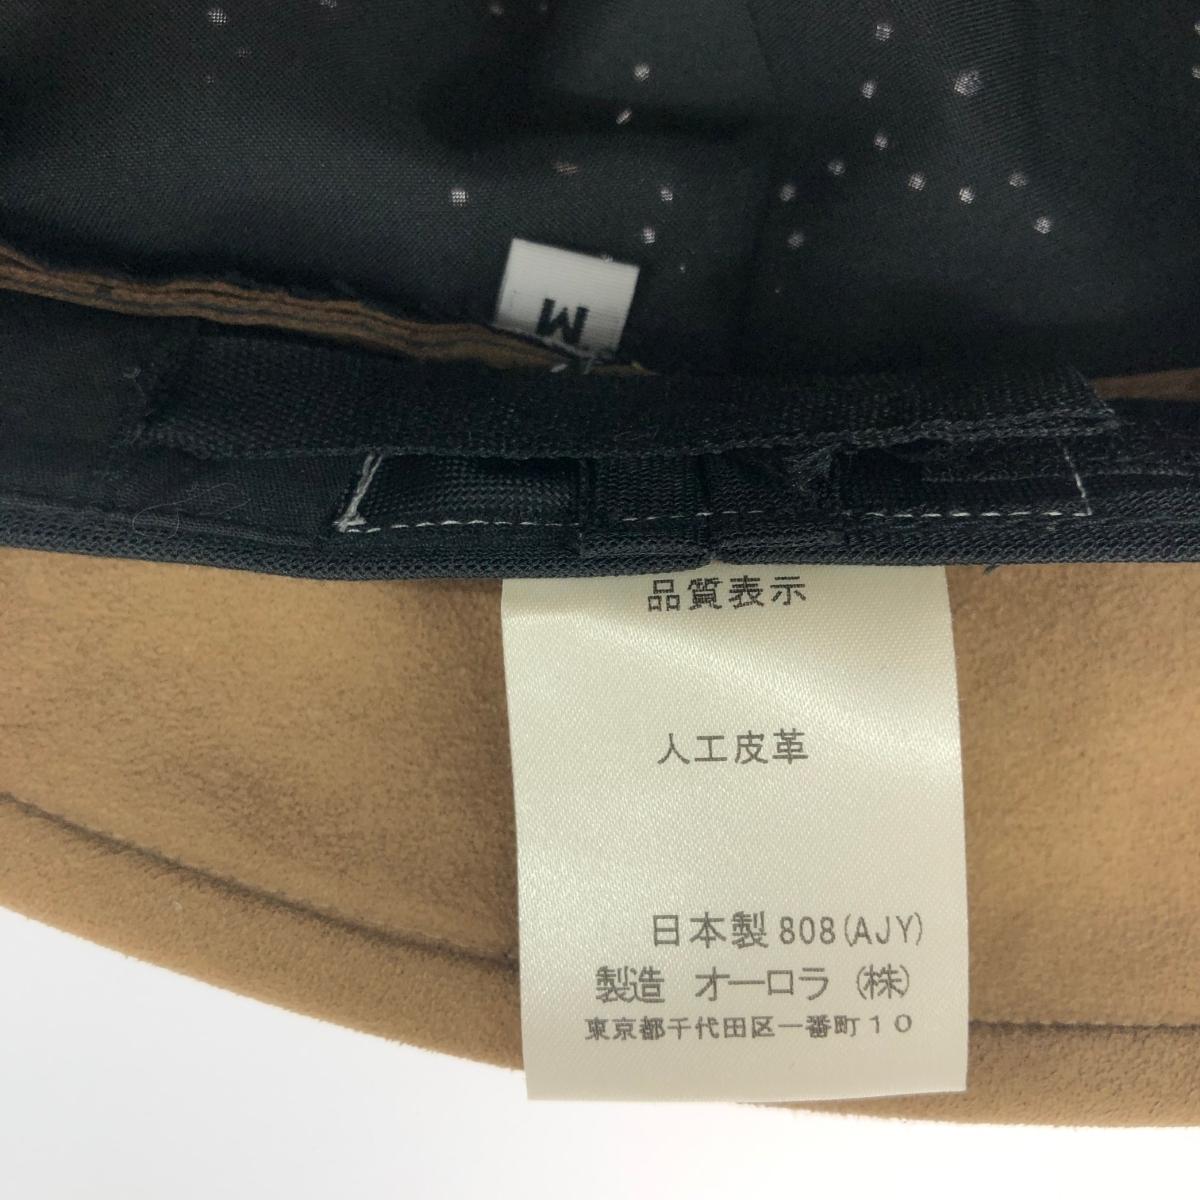 M
品質表示
人工皮革
日本製 808(AJY)
製造 オーロラ (株)
東京都千代田区一番町10